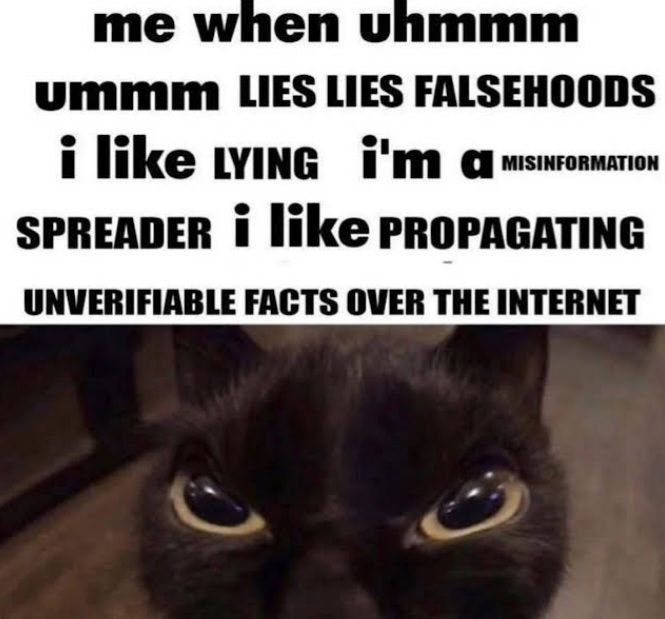 me when uhmmm
ummm LIES LIES FALSEHOODS
i like LYING i'm a MISINFORMATION
SPREADER i like PROPAGATING
UNVERIFIABLE FACTS OVER THE INTERNET